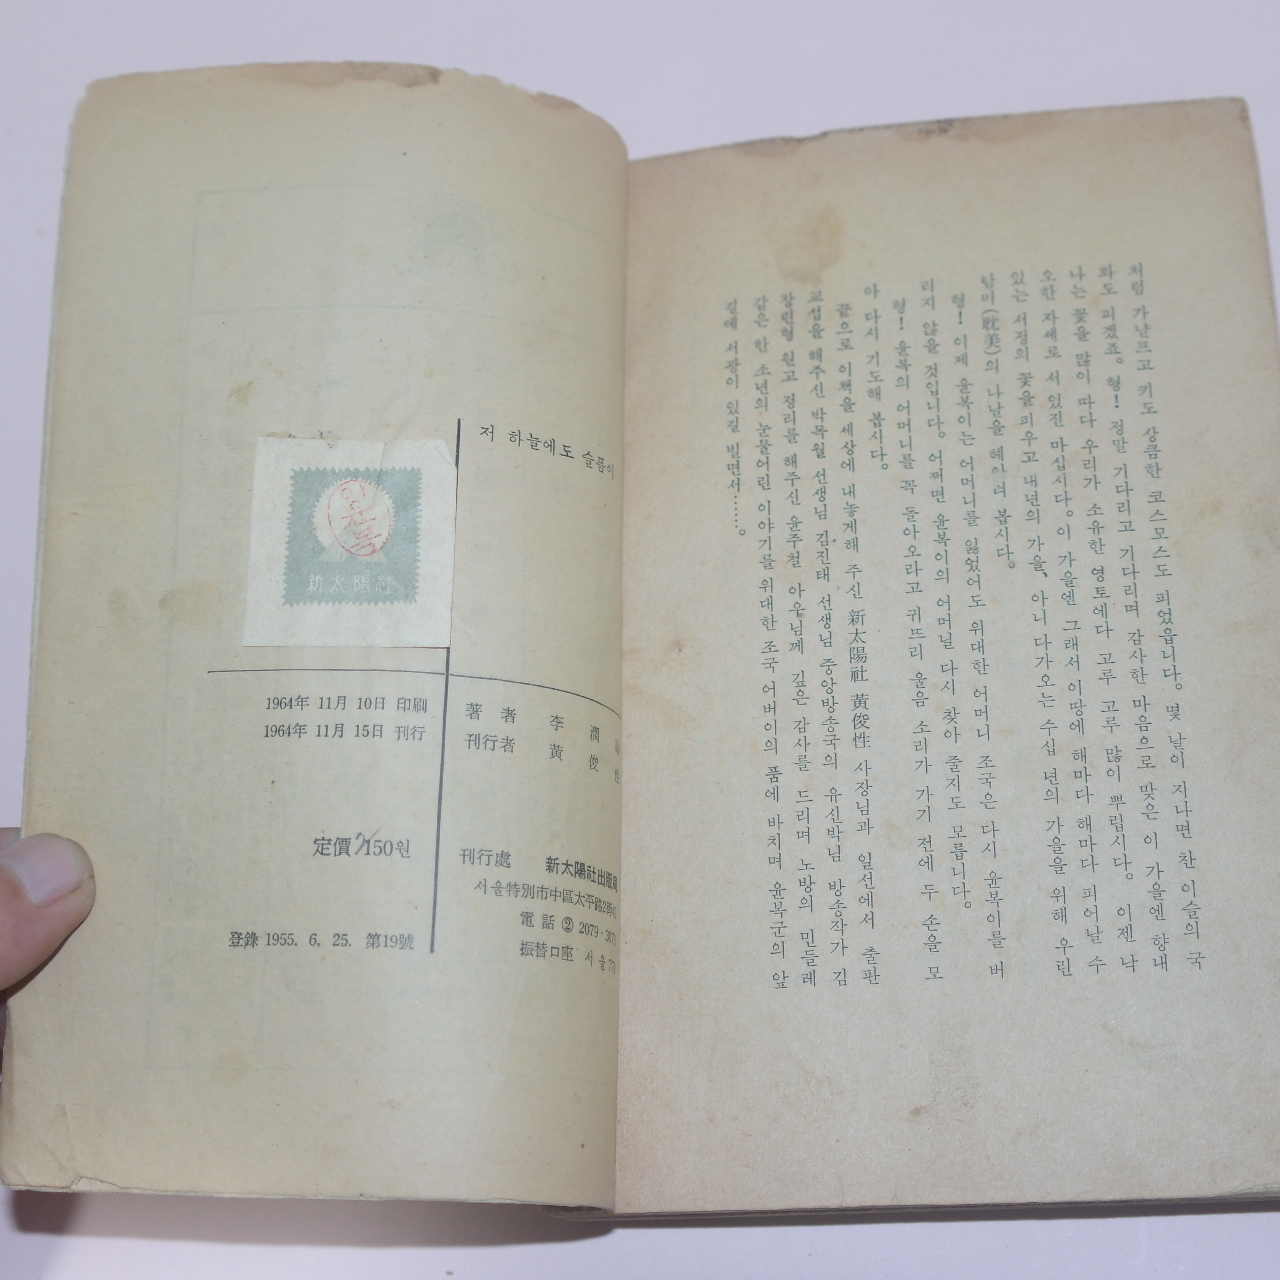 처럼 가냘프고 키도 상큼한 코스모스도 피었읍니다。 몇 날이 지나면 찬 이슬의 국
화도 피겠죠。 형! 정말 기다리고 기다리며 감사한 마음으로 맞은 이 가을엔 향내
나는 꽃을 많이 따다 우리가 소유한 영토에다 고루 고루 많이 뿌립시다。 이젠 낙
오한 자세로 서 있진 마십시다。 이 가을엔 그래서 이땅에 해마다 해마다 피어날 수
있는 서정의 꽃을 피우고 내년의 가을、 아니 다가오는 수십 년의 가을을 위해 우린
탐미(耽美)의 나날을 헤아려 봅시다。
형! 이제 윤복이는 어머니를 잃었어도 위대한 어머니 조국은 다시 윤복이를 버
리지 않을 것입니다。 어쩌면 윤복이의 어머닐 다시 찾아 줄지도 모릅니다。
형! 윤복의 어머니를 꼭 돌아오라고 귀뜨리 울음 소리가 가기 전에 두 손을 모
아 다시 기도해 봅시다。
끝으로 이책을 세상에 내놓게해 주신 新太陽社 黃俊性 사장님과 일선에서 출판
교섭을 해주신 박목월 선생님 김진태 선생님 중앙방송국의 유신박님 방송작가 김
창린형 원고 정리를 해주신 윤주철 아우님께 깊은 감사를 드리며 노방의 민들레
같은 한 소년의 눈물어린 이야기를 위대한 조국 어버이의 품에 바치며 윤복군의 앞
길에 서광이 있길 빌면서……。
저 하늘에도 슬픔이
이윤복
新太陽社
1964年 11月 10日 印刷
1964年 11月 15日 刊行
著者 李潤
刊行者 黃俊
定價 150원
刊行處 新太陽社出版局
서울特別市中區太平路2街
電話 ② 2079·307
振替口座 서울 77
登錄 1955. 6. 25. 第19號